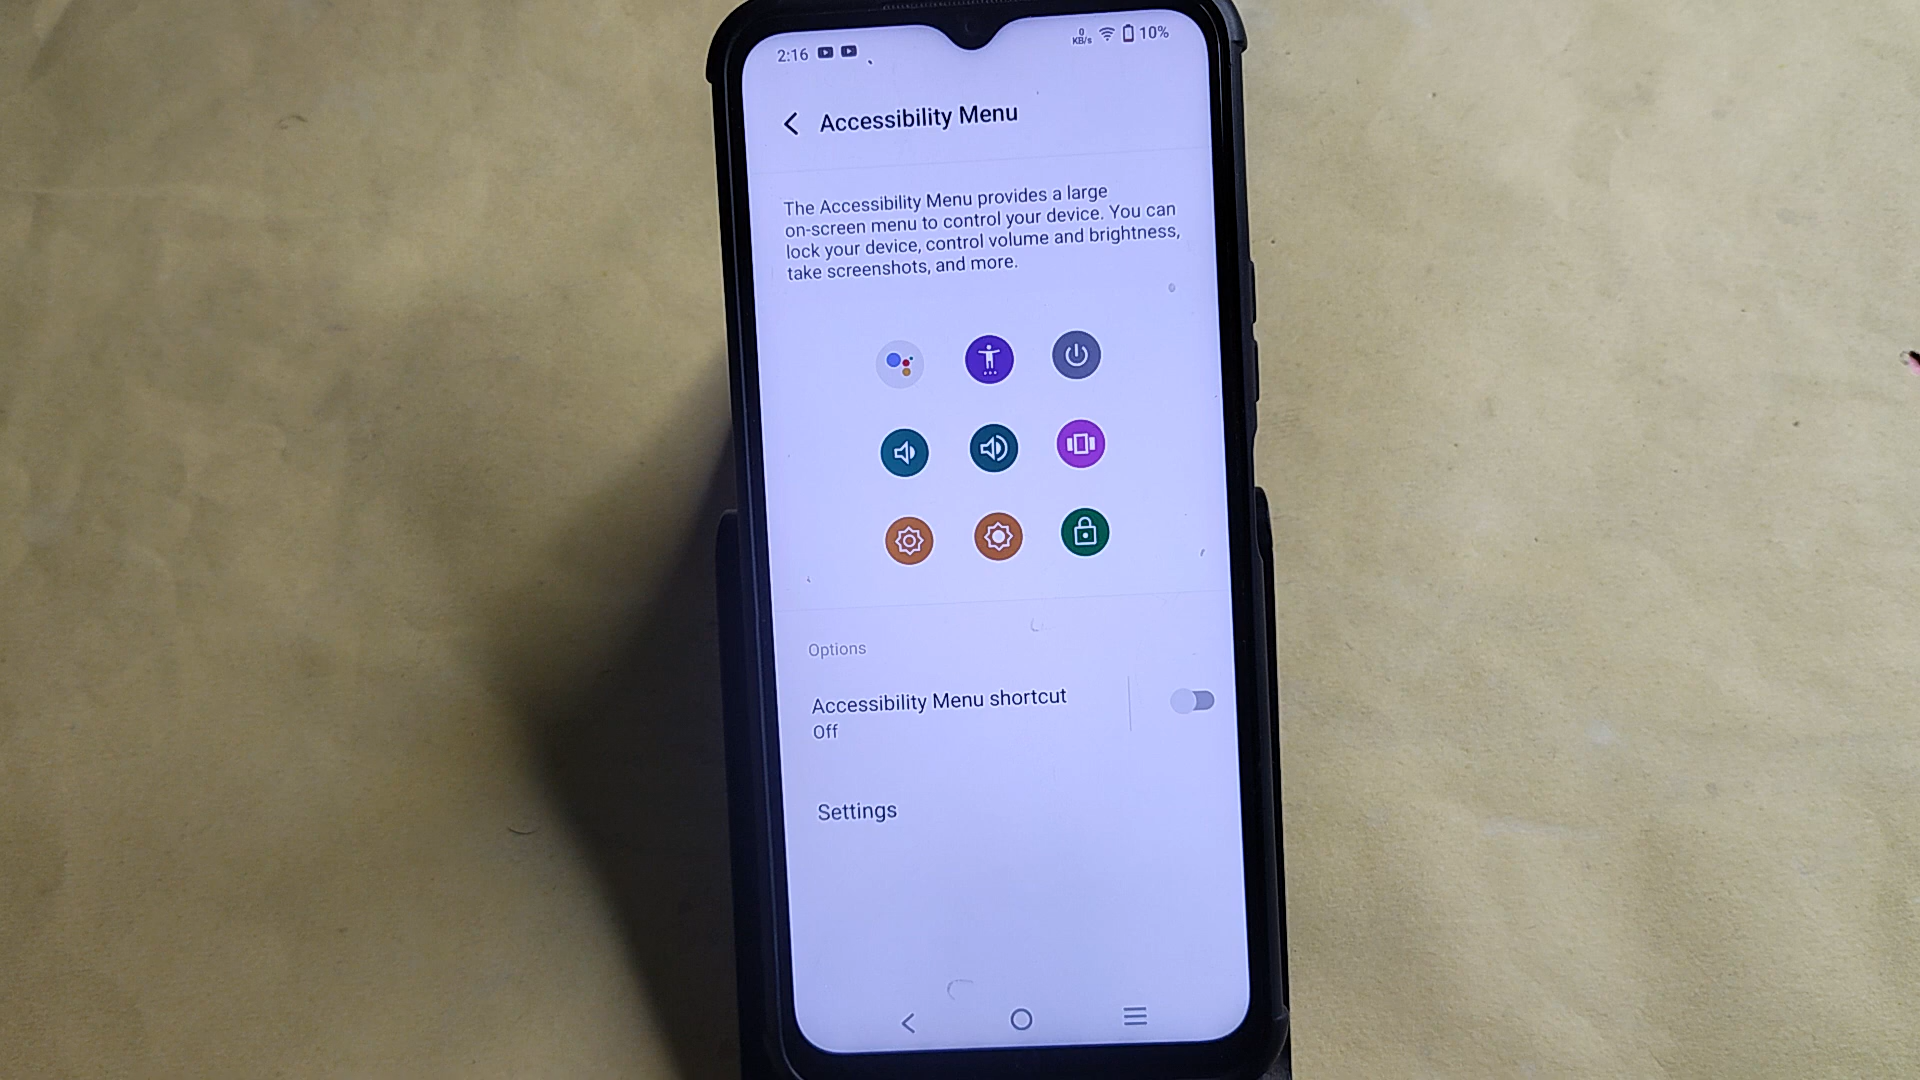 2:16
0
KB/s
10%
Accessibility Menu
The Accessibility Menu provides a large
on-screen menu to control your device. You can
lock your device, control volume and brightness,
take screenshots, and more.
Options
Accessibility Menu shortcut
Off
Settings